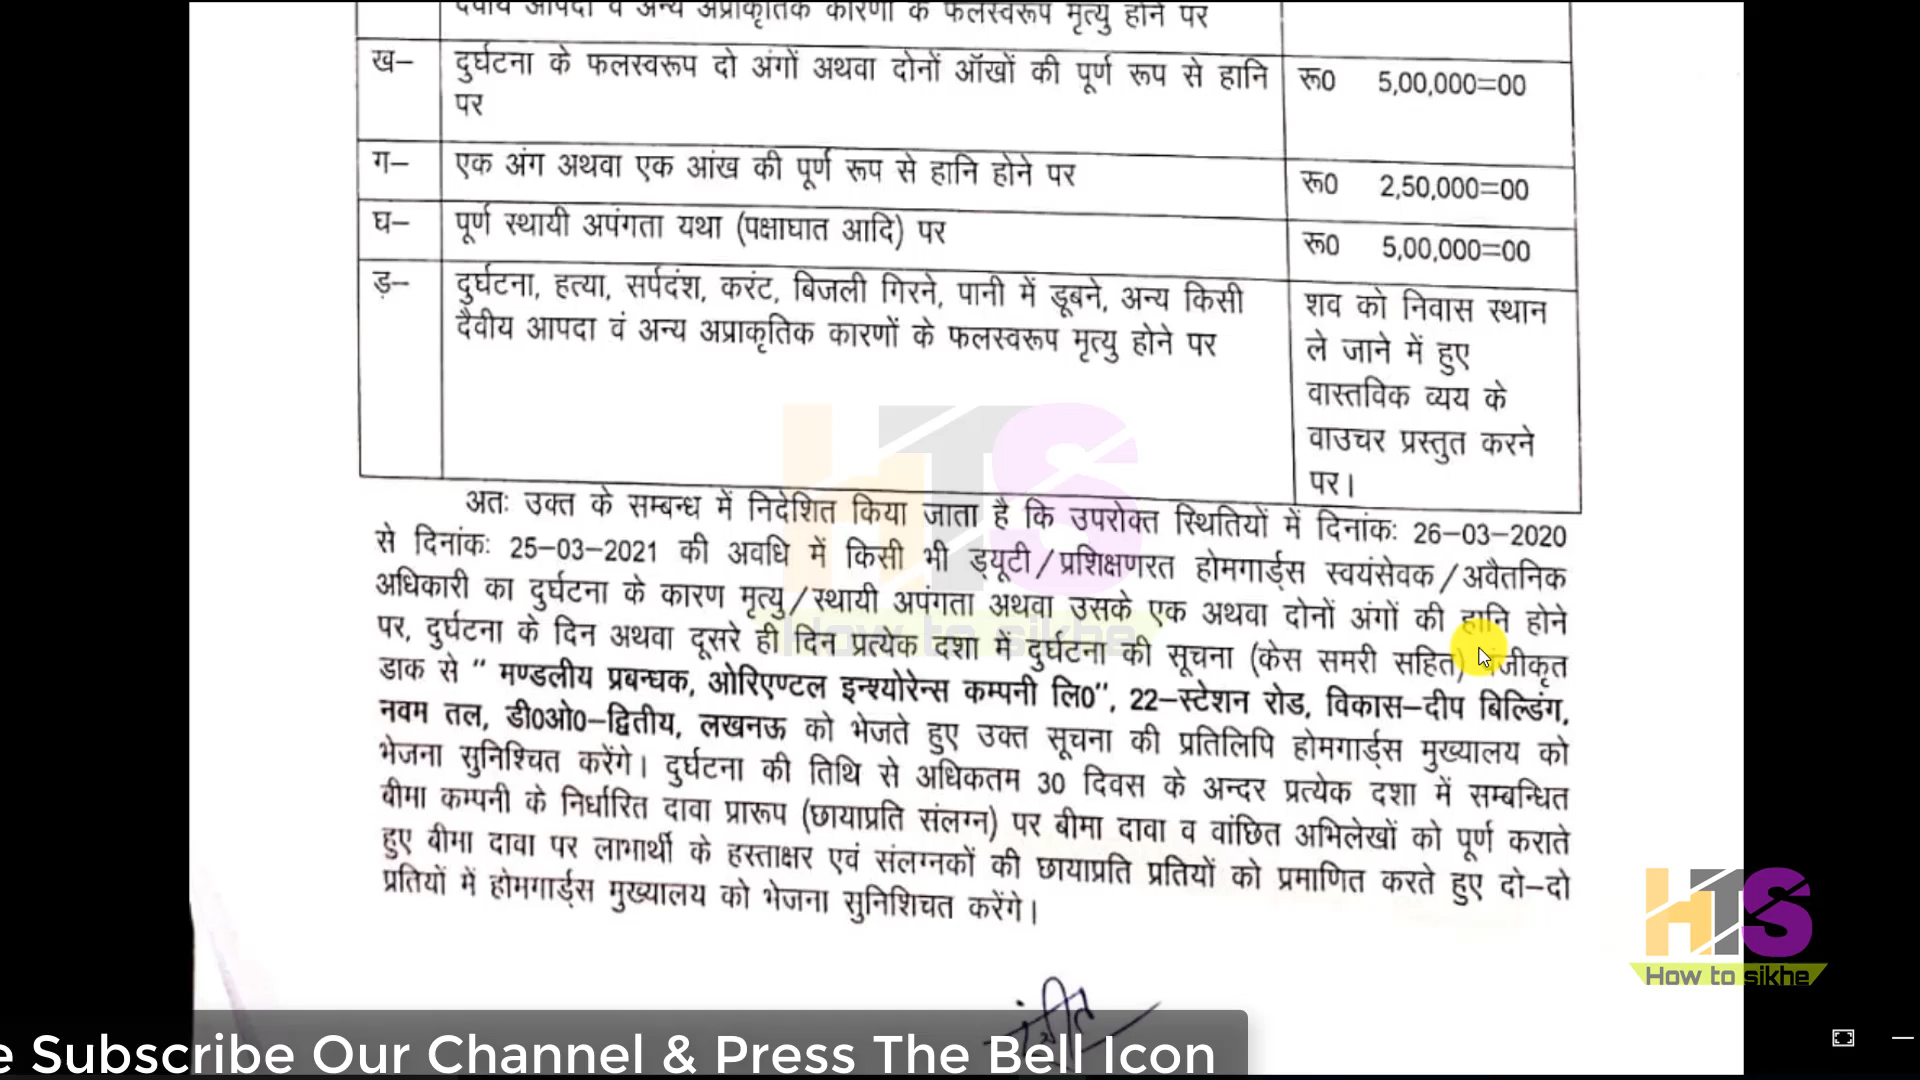 दैवीय आपदा व अन्य अप्राकृतिक कारणों के फलस्वरूप मृत्यु होने पर
ख– दुर्घटना के फलस्वरूप दो अंगों अथवा दोनों ऑखों की पूर्ण रूप से हानि रू0 5,00,000=00
पर
ग– एक अंग अथवा एक आंख की पूर्ण रूप से हानि होने पर रू0 2,50,000=00
घ– पूर्ण स्थायी अपंगता यथा (पक्षाघात आदि) पर रू0 5,00,000=00
ड़– दुर्घटना, हत्या, सर्पदंश, करंट, बिजली गिरने, पानी में डूबने, अन्य किसी
दैवीय आपदा वं अन्य अप्राकृतिक कारणों के फलस्वरूप मृत्यु होने पर
शव को निवास स्थान
ले जाने में हुए
वास्तविक व्यय के
वाउचर प्रस्तुत करने
पर।
अतः उक्त के सम्बन्ध में निदेशित किया जाता है कि उपरोक्त स्थितियों में दिनांकः 26–03–2020
से दिनांकः 25–03–2021 की अवधि में किसी भी ड्यूटी/प्रशिक्षणरत होमगार्ड्स स्वयंसेवक/अवैतनिक
अधिकारी का दुर्घटना के कारण मृत्यु/स्थायी अपंगता अथवा उसके एक अथवा दोनों अंगों की हानि होने
पर, दुर्घटना के दिन अथवा दूसरे ही दिन प्रत्येक दशा में दुर्घटना की सूचना (केस समरी सहित) पंजीकृत
डाक से " मण्डलीय प्रबन्धक, ओरिएण्टल इन्श्योरेन्स कम्पनी लि0", 22–स्टेशन रोड, विकास–दीप बिल्डिंग,
नवम तल, डी0ओ0–द्वितीय, लखनऊ को भेजते हुए उक्त सूचना की प्रतिलिपि होमगार्ड्स मुख्यालय को
भेजना सुनिश्चित करेंगे। दुर्घटना की तिथि से अधिकतम 30 दिवस के अन्दर प्रत्येक दशा में सम्बन्धित
बीमा कम्पनी के निर्धारित दावा प्रारूप (छायाप्रति संलग्न) पर बीमा दावा व वांछित अभिलेखों को पूर्ण कराते
हुए बीमा दावा पर लाभार्थी के हस्ताक्षर एवं संलग्नकों की छायाप्रति प्रतियों को प्रमाणित करते हुए दो–दो
प्रतियों में होमगार्ड्स मुख्यालय को भेजना सुनिशिचत करेंगे।
HTS
How to sikhe
HTS
How to sikhe
e Subscribe Our Channel & Press The Bell Icon